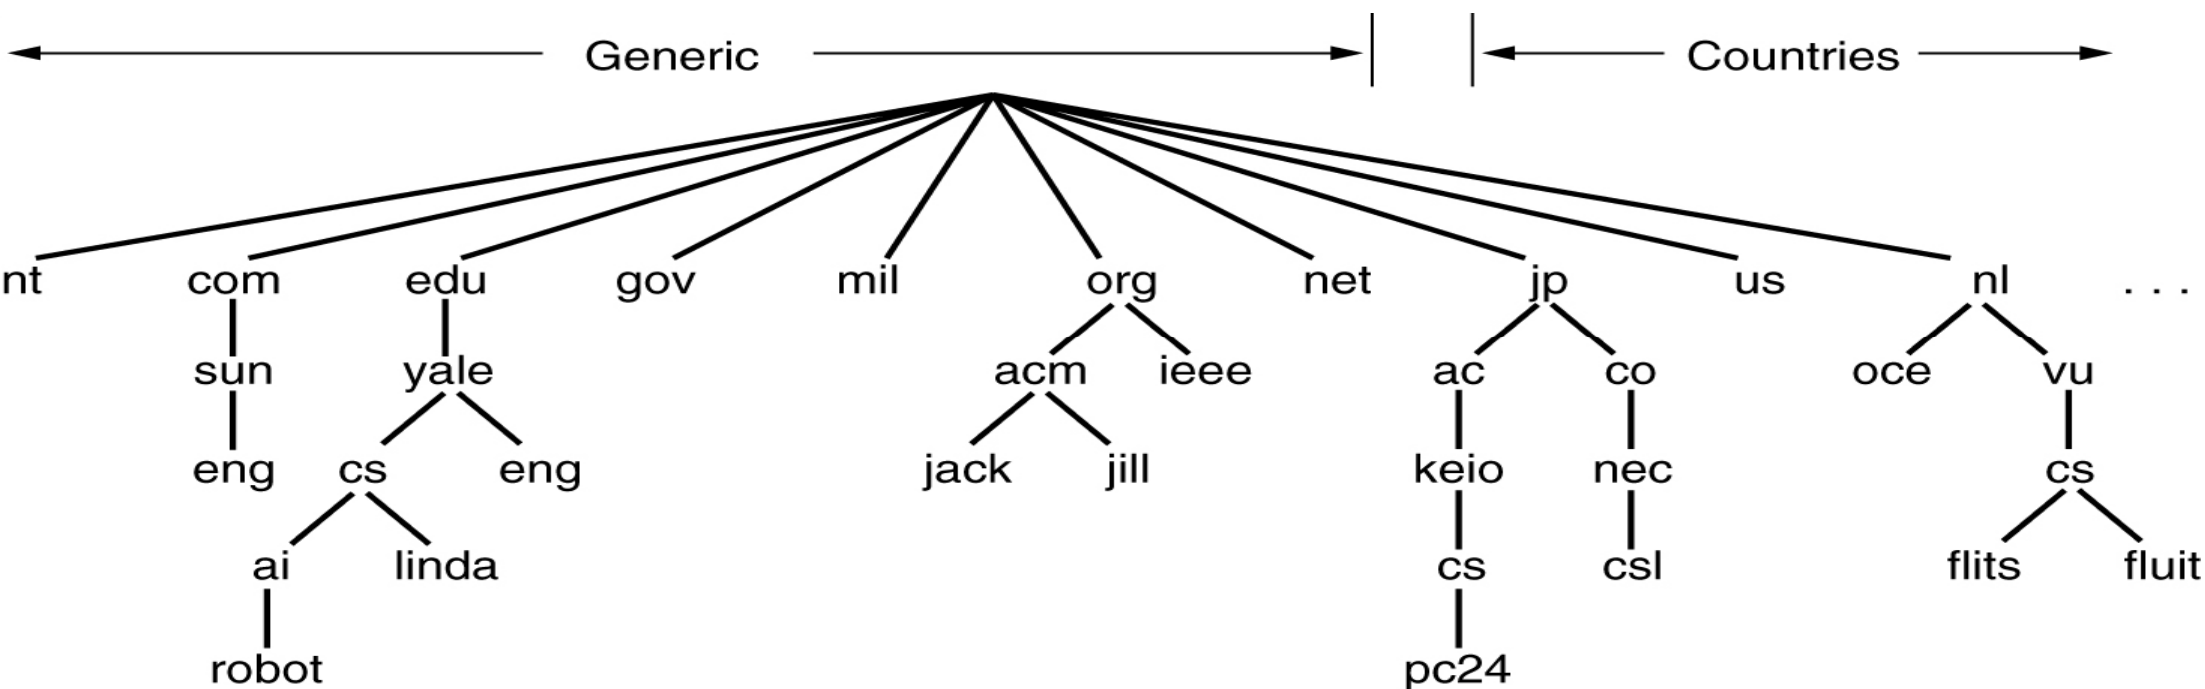 Generic Countries
nt com edu gov mil org net jp us nl . . .
sun yale acm ieee ac co oce vu
eng cs eng jack jill keio nec cs
ai linda cs csl flits fluit
robot pc24